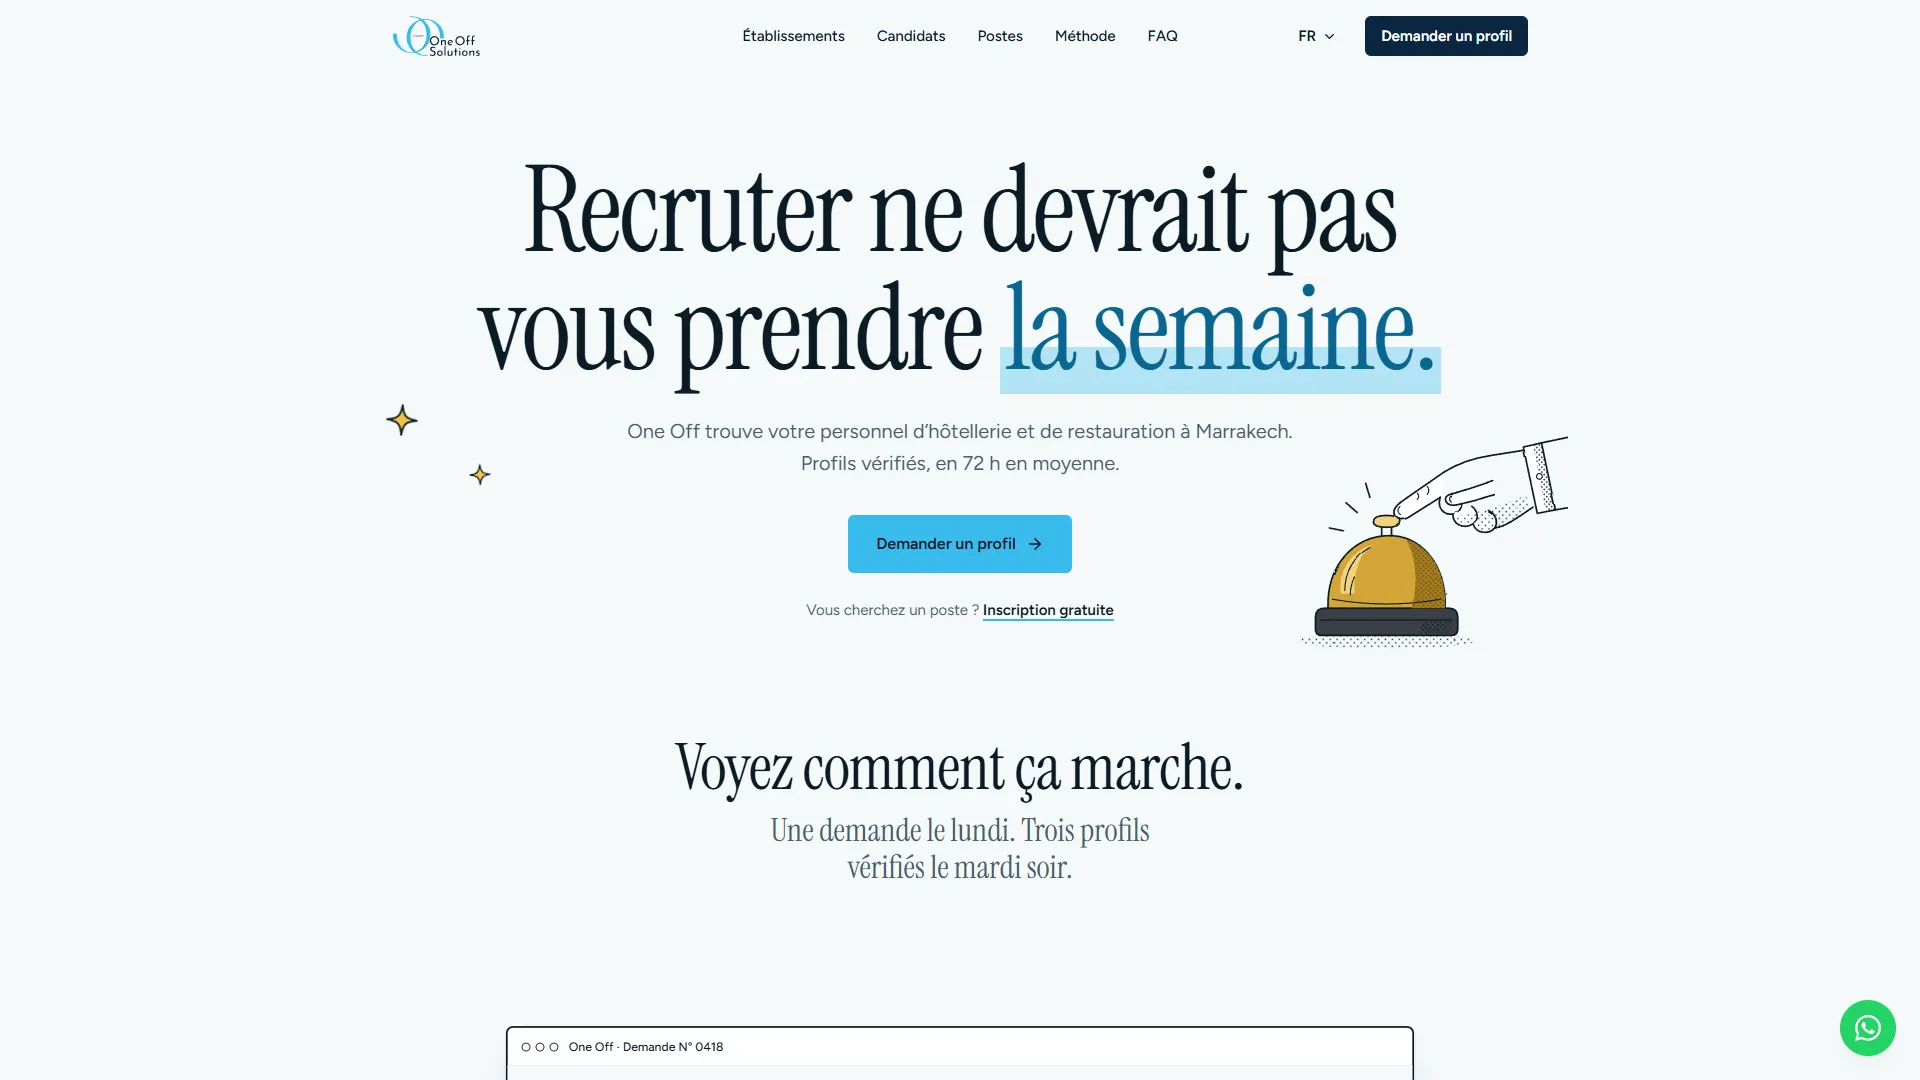 One Off
Solutions
Établissements
Candidats
Postes
Méthode
FAQ
FR
Demander un profil
Recruter ne devrait pas
vous prendre la semaine.
One Off trouve votre personnel d’hôtellerie et de restauration à Marrakech.
Profils vérifiés, en 72 h en moyenne.
Demander un profil →
Vous cherchez un poste ? Inscription gratuite
Voyez comment ça marche.
Une demande le lundi. Trois profils
vérifiés le mardi soir.
One Off · Demande N° 0418